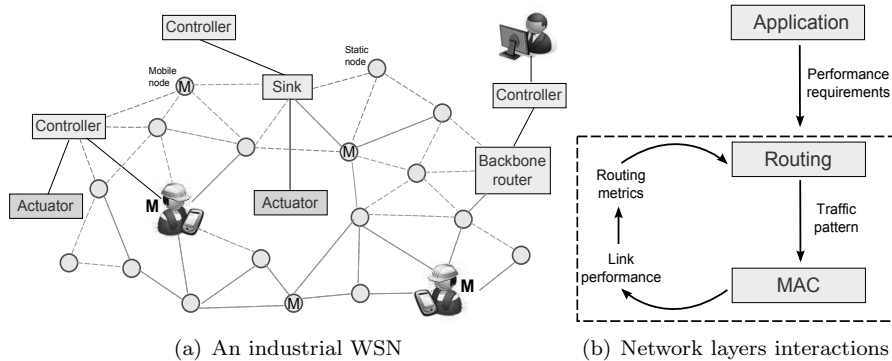 Controller
Static
node
Mobile
node
M
Sink
Controller
Controller
M
Backbone
router
Actuator
M
Actuator
M
M
(a) An industrial WSN
Application
Performance
requirements
Routing
Routing
metrics
Traffic
pattern
Link
performance
MAC
(b) Network layers interactions